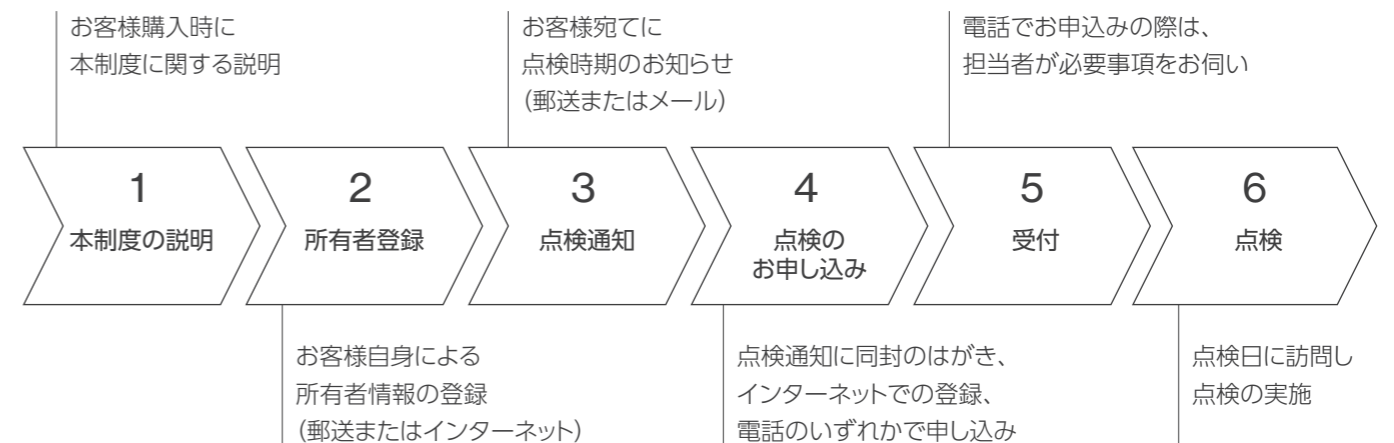 お客様購入時に
本制度に関する説明
お客様宛てに
点検時期のお知らせ
（郵送またはメール）
電話でお申込みの際は、
担当者が必要事項をお伺い
1
本制度の説明
2
所有者登録
3
点検通知
4
点検の
お申し込み
5
受付
6
点検
お客様自身による
所有者情報の登録
（郵送またはインターネット）
点検通知に同封のはがき、
インターネットでの登録、
電話のいずれかで申し込み
点検日に訪問し
点検の実施